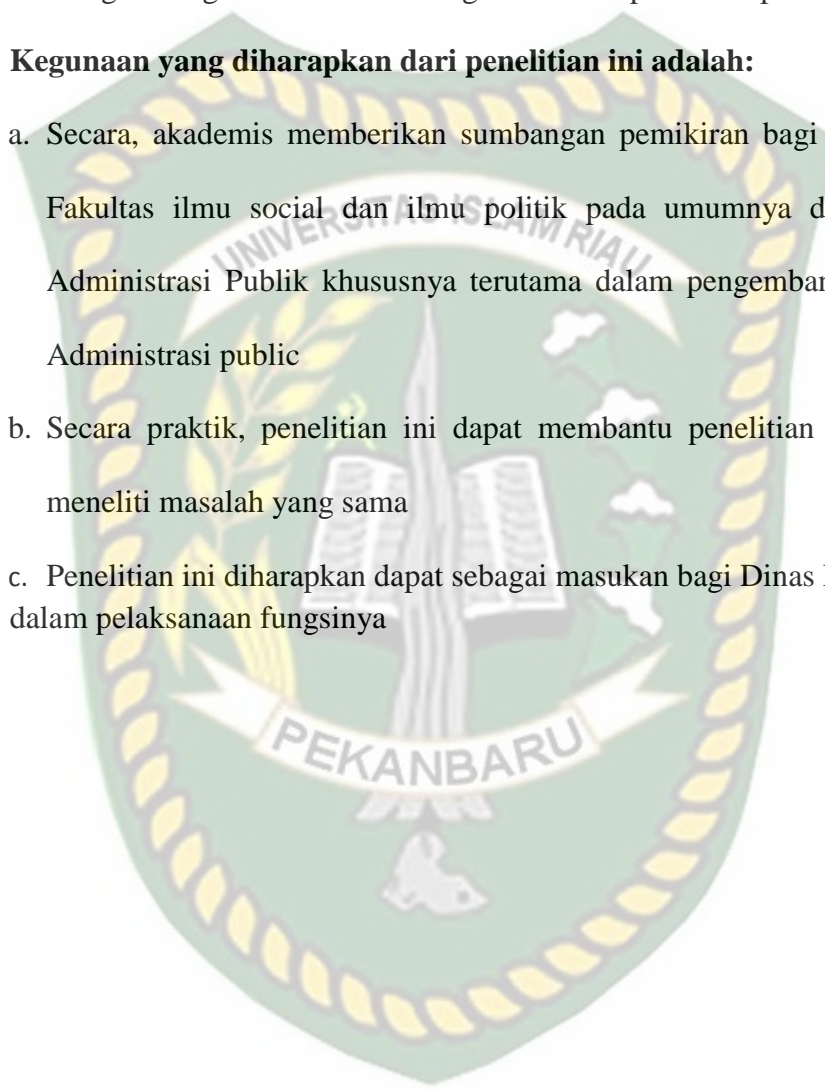 Kegunaan yang diharapkan dari penelitian ini adalah:
a. Secara, akademis memberikan sumbangan pemikiran bagi
Fakultas ilmu social dan ilmu politik pada umumnya
UNIVERSITAS ISLAM RIAU
Administrasi Publik khususnya terutama dalam
Administrasi public
b. Secara praktik, penelitian ini dapat membantu penelitian
meneliti masalah yang sama
c. Penelitian ini diharapkan dapat sebagai masukan bagi Dinas
dalam pelaksanaan fungsinya
PEKANBARU